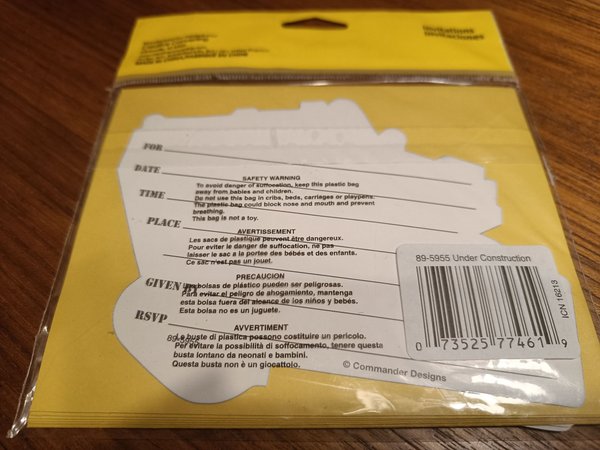 Invitations
Invitaciones
FOR
DATE
SAFETY WARNING
To avoid danger of suffocation, keep this plastic bag
away from babies and children.
TIME
Do not use this bag in cribs, beds, carriages or playpens.
The plastic bag could block nose and mouth and prevent
breathing.
This bag is not a toy.
PLACE
AVERTISSEMENT
Les sacs de plastique peuvent être dangereux.
Pour eviter le danger de suffocation, ne pas
laisser le sac a la portee des bébés et des enfants.
Ce sac n'est pas un jouet.
89-5955 Under Construction
ICN 16213
0 73525 77461 9
PRECAUCION
GIVEN BY
Las bolsas de plástico pueden ser peligrosas.
Para evitar el peligro de ahogamiento, mantenga
esta bolsa fuera del alcance de los niños y bebés.
Esta bolsa no es un juguete.
RSVP
AVVERTIMENT
Le buste di plastica possono costituire un pericolo.
Per evitare la possibilità di soffocamento, tenere questa
busta lontano da neonati e bambini.
Questa busta non è un giocattolo.
© Commander Designs